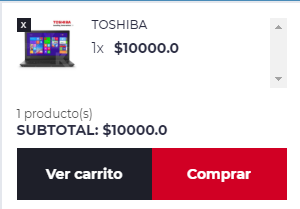 x
TOSHIBA
TOSHIBA
1x $10000.0
1 producto(s)
SUBTOTAL: $10000.0
Ver carrito
Comprar